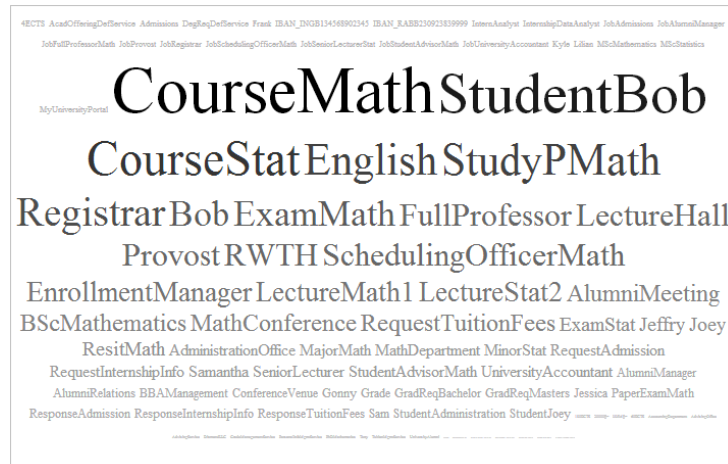 4ECTS AcadOfferingDefService Admissions DegReqDefService Frank IBAN_INGB134568902345 IBAN_RABB230923839999 InternAnalyst InternshipDataAnalyst JobAdmissions JobAlumniManager
JobFullProfessorMath JobProvost JobRegistrar JobSchedulingOfficerMath JobSeniorLecturerStat JobStudentAdvisorMath JobUniversityAccountant Kyle Lilian MScMathematics MScStatistics
MyUniversityPortal CourseMath StudentBob
CourseStat English StudyPMath
Registrar Bob ExamMath FullProfessor LectureHall
Provost RWTH SchedulingOfficerMath
EnrollmentManager LectureMath1 LectureStat2 AlumniMeeting
BScMathematics MathConference RequestTuitionFees ExamStat Jeffry Joey
ResitMath AdministrationOffice MajorMath MathDepartment MinorStat RequestAdmission
RequestInternshipInfo Samantha SeniorLecturer StudentAdvisorMath UniversityAccountant AlumniManager
AlumniRelations BBAManagement ConferenceVenue Gonny Grade GradReqBachelor GradReqMasters Jessica PaperExamMath
ResponseAdmission ResponseInternshipInfo ResponseTuitionFees Sam StudentAdministration StudentJoey